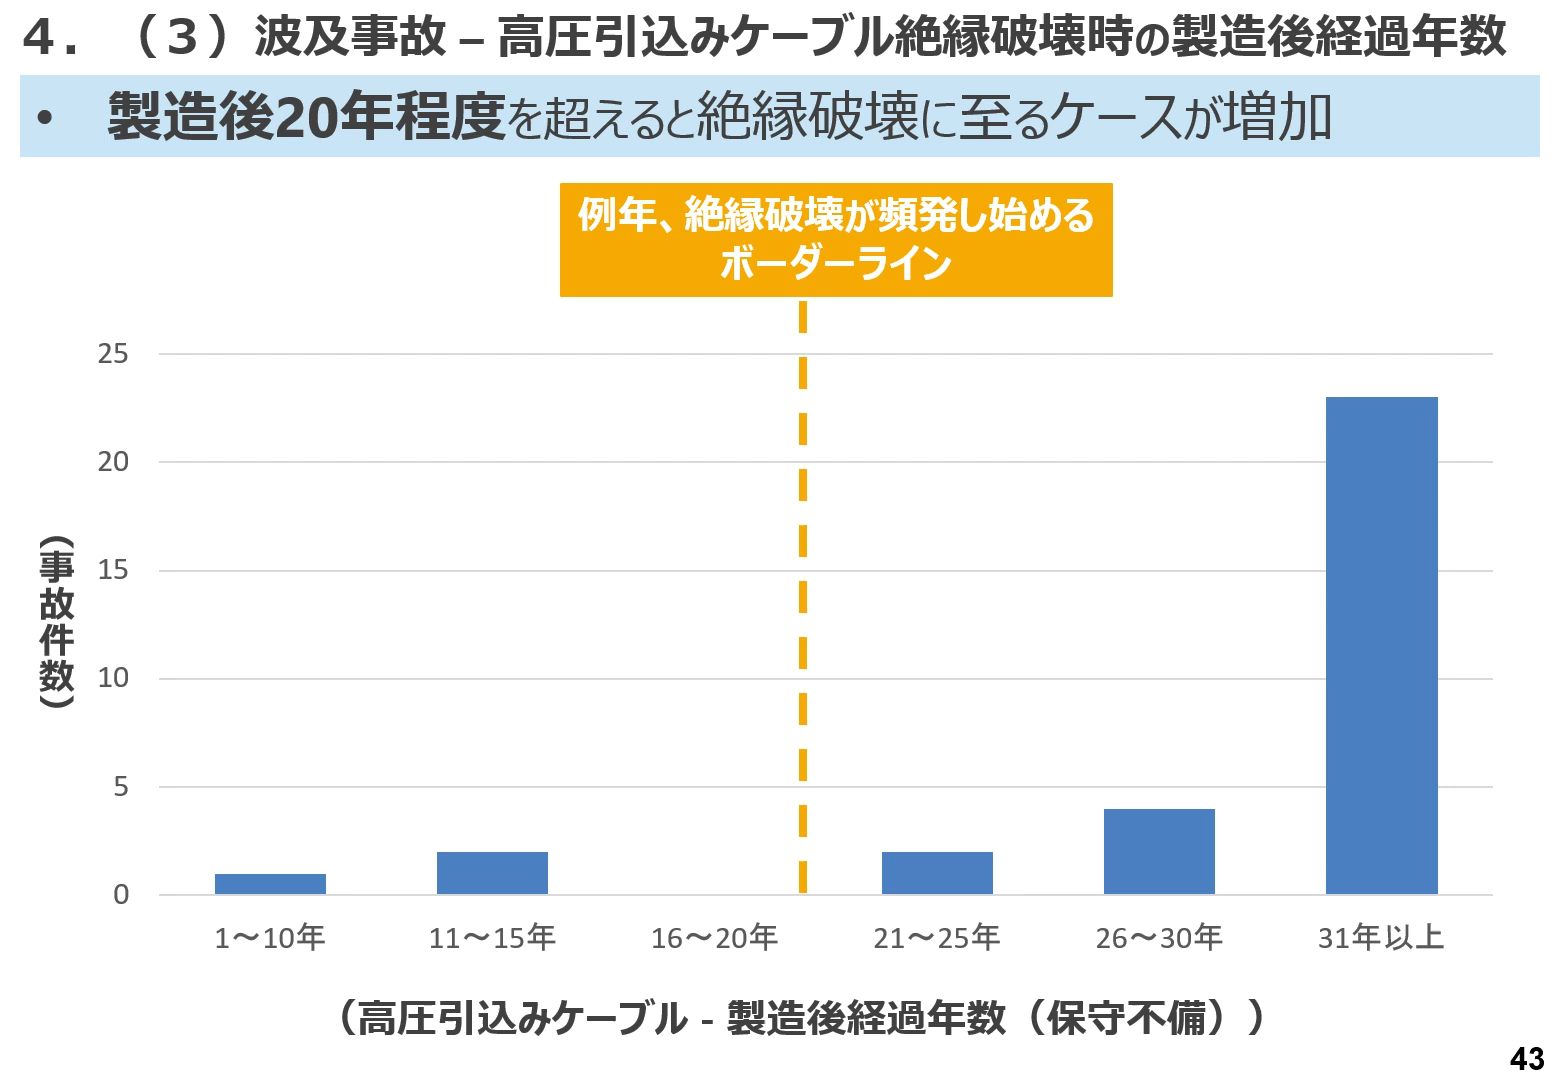 ４．（３）波及事故 – 高圧引込みケーブル絶縁破壊時の製造後経過年数
• 製造後20年程度を超えると絶縁破壊に至るケースが増加
例年、絶縁破壊が頻発し始める
ボーダーライン
25
20
15
10
5
0
（事故件数）
1～10年
11～15年
16～20年
21～25年
26～30年
31年以上
（高圧引込みケーブル - 製造後経過年数（保守不備））
43